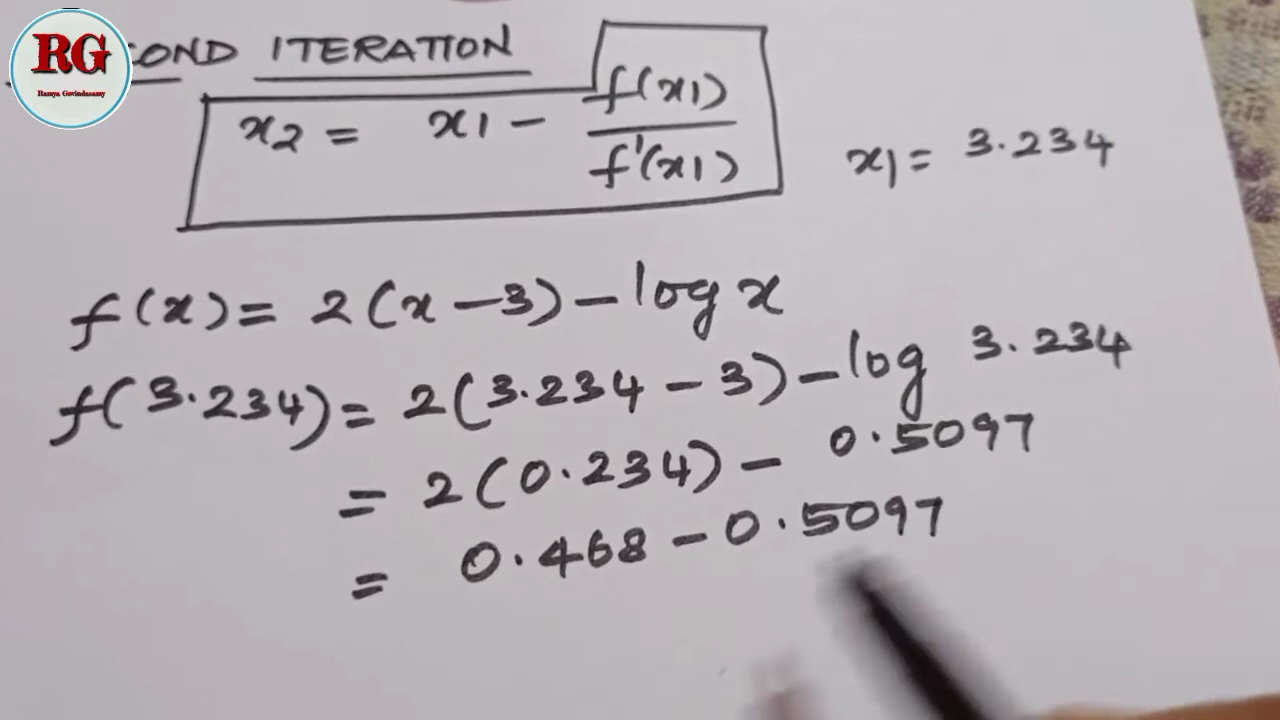 RG
Ramya Govindasamy
OND ITERATION
x2 = x1 - f(x1) / f'(x1)
x1 = 3.234
f(x) = 2(x-3) - log x
f(3.234) = 2(3.234 - 3) - log 3.234
= 2(0.234) - 0.5097
= 0.468 - 0.5097